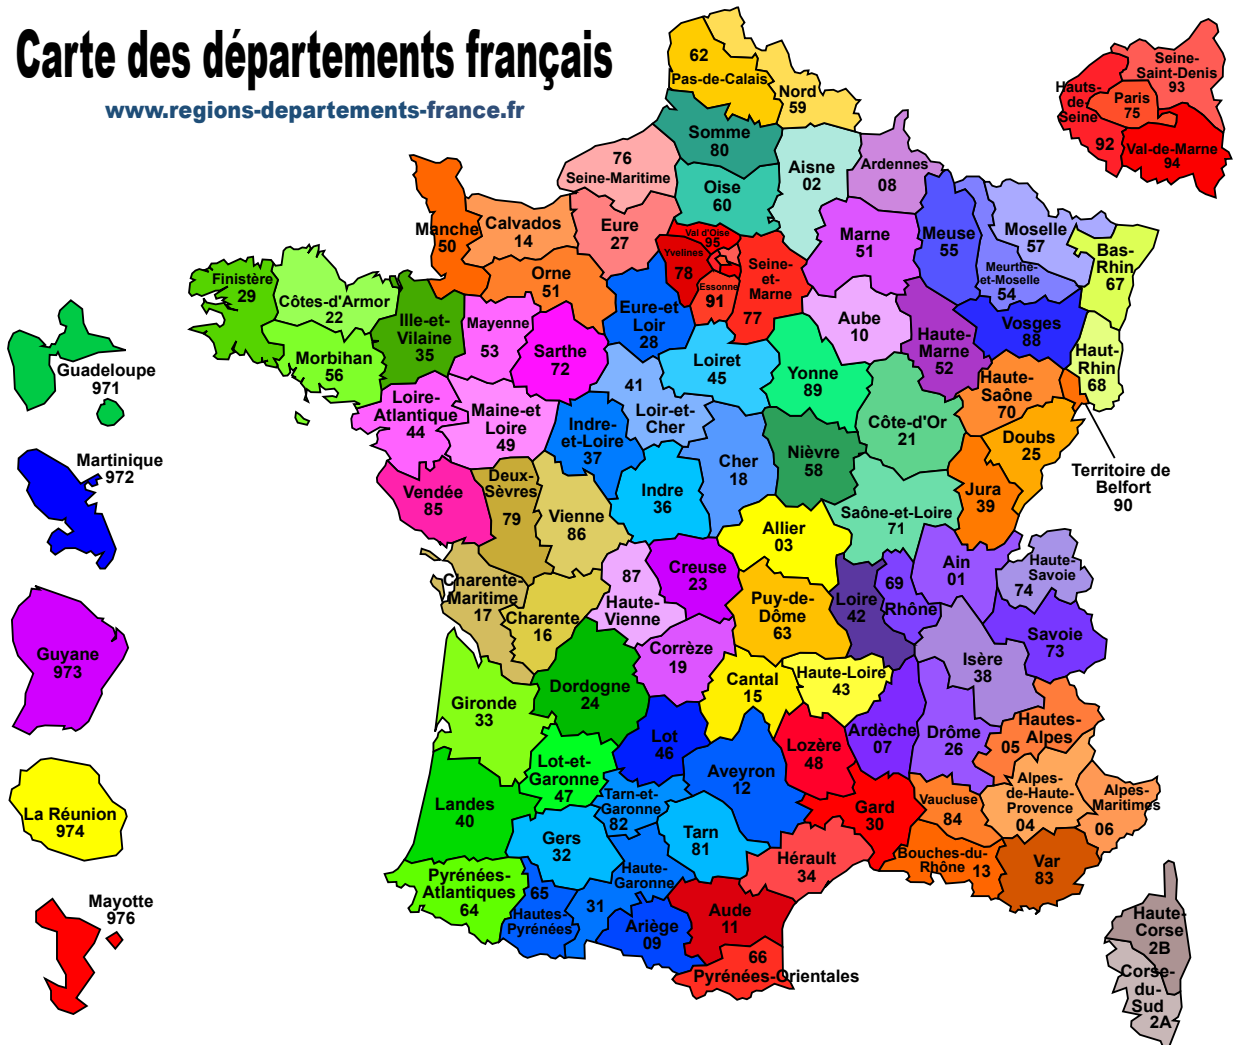 Carte des départements français
www.regions-departements-france.fr
62
Pas-de-Calais
Nord
59
Somme
80
76
Seine-Maritime
Oise
60
Aisne
02
Ardennes
08
Hauts-
de-
Seine
92
Seine-
Saint-Denis
93
Paris
75
Val-de-Marne
94
Manche
50
Calvados
14
Eure
27
Orne
51
Val d'Oise
95
Yvelines
78
Essonne
91
Seine-
et-
Marne
77
Marne
51
Meuse
55
Moselle
57
Meurthe-
et-Moselle
54
Bas-
Rhin
67
Vosges
88
Haut-
Rhin
68
Aube
10
Haute-
Marne
52
Finistère
29
Côtes-d'Armor
22
Morbihan
56
Ille-et-
Vilaine
35
Mayenne
53
Sarthe
72
Eure-et
Loir
28
Loiret
45
Yonne
89
Haute-
Saône
70
Doubs
25
Territoire de
Belfort
90
Guadeloupe
971
Loire-
Atlantique
44
Maine-et
Loire
49
Indre-
et-Loire
37
41
Loir-et-
Cher
Cher
18
Nièvre
58
Côte-d'Or
21
Jura
39
Saône-et-Loire
71
Martinique
972
Vendée
85
Deux-
Sèvres
79
Vienne
86
Indre
36
Allier
03
Charente-
Maritime
17
Charente
16
87
Haute-
Vienne
Creuse
23
Puy-de-
Dôme
63
Loire
42
69
Rhône
Ain
01
Haute-
Savoie
74
Savoie
73
Isère
38
Guyane
973
Gironde
33
Dordogne
24
Corrèze
19
Cantal
15
Haute-Loire
43
Ardèche
07
Drôme
26
Hautes-
Alpes
05
Lot
46
Lozère
48
Lot-et-
Garonne
47
Aveyron
12
Tarn-et-
Garonne
82
La Réunion
974
Landes
40
Gers
32
Tarn
81
Gard
30
Vaucluse
84
Alpes-
de-Haute-
Provence
04
Alpes-
Maritimes
06
Bouches-du-
Rhône 13
Var
83
Hérault
34
Haute-
Garonne
31
Pyrénées-
Atlantiques
64
65
Hautes-
Pyrénées
Ariège
09
Aude
11
66
Pyrénées-Orientales
Mayotte
976
Haute-
Corse
2B
Corse-
du-
Sud
2A